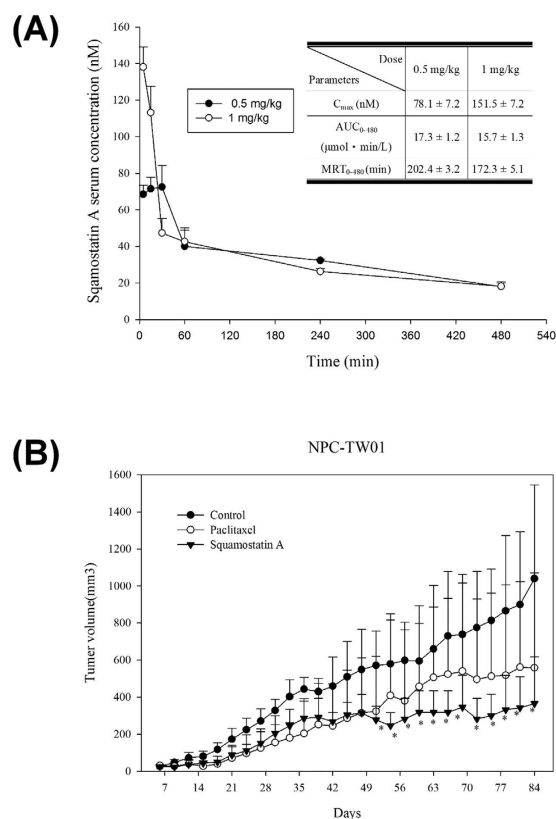 (A)
Sqamostatin A serum concentration (nM)
160
140
120
100
80
60
40
20
0
0.5 mg/kg
1 mg/kg
Dose
Parameters
0.5 mg/kg
1 mg/kg
Cmax (nM)
78.1 ± 7.2
151.5 ± 7.2
AUC0-480
(μmol・min/L)
17.3 ± 1.2
15.7 ± 1.3
MRT0-480 (min)
202.4 ± 3.2
172.3 ± 5.1
0 60 120 180 240 300 360 420 480 540
Time (min)
(B)
NPC-TW01
Tumer volume(mm3)
1600
1400
1200
1000
800
600
400
200
0
Control
Paclitaxel
Squamostatin A
* * * * * * * * * * * *
7 14 21 28 35 42 49 56 63 70 77 84
Days